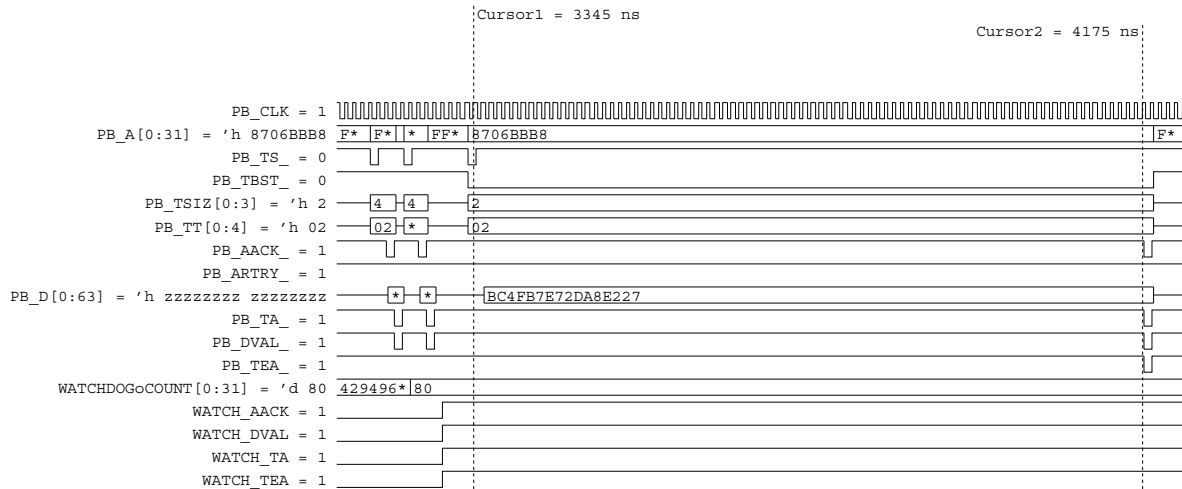 Cursor1 = 3345 ns
Cursor2 = 4175 ns
PB_CLK = 1
PB_A[0:31] = 'h 8706BBB8 F* F* * FF* 8706BBB8 F*
PB_TS_ = 0
PB_TBST_ = 0
PB_TSIZ[0:3] = 'h 2 4 4 2
PB_TT[0:4] = 'h 02 02 * 02
PB_AACK_ = 1
PB_ARTRY_ = 1
PB_D[0:63] = 'h zzzzzzzz zzzzzzzz * * BC4FB7E72DA8E227
PB_TA_ = 1
PB_DVAL_ = 1
PB_TEA_ = 1
WATCHDOGoCOUNT[0:31] = 'd 80 429496* 80
WATCH_AACK = 1
WATCH_DVAL = 1
WATCH_TA = 1
WATCH_TEA = 1